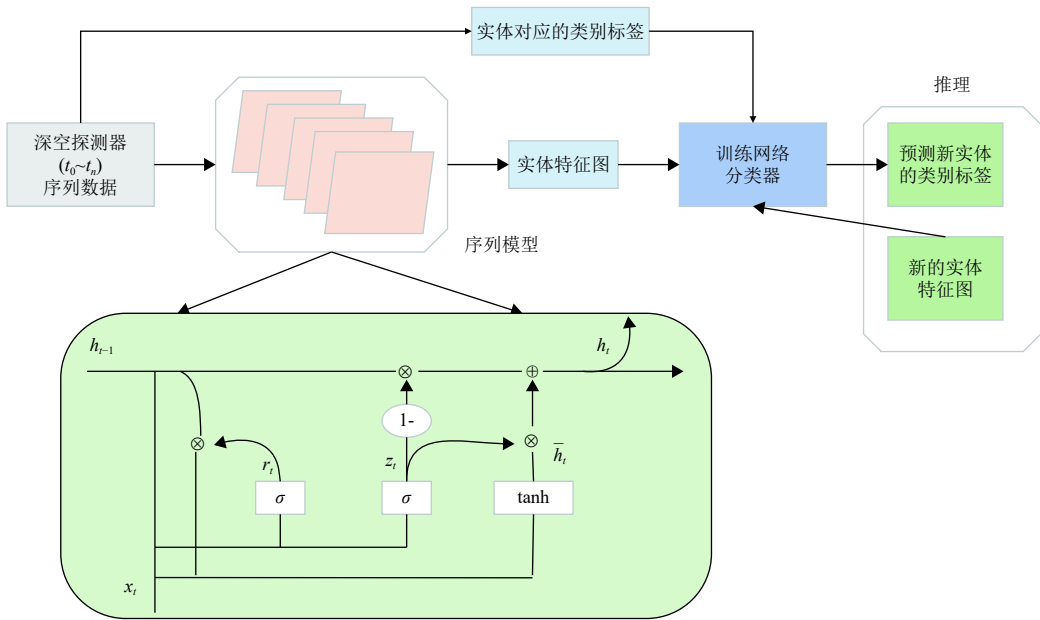 实体对应的类别标签
推理
深空探测器
(t₀~tₙ)
序列数据
实体特征图
训练网络
分类器
预测新实体
的类别标签
序列模型
新的实体
特征图
hₜ₋₁
hₜ
⊗
⊕
1-
⊗
⊗
h̅ₜ
rₜ
zₜ
σ
σ
tanh
xₜ